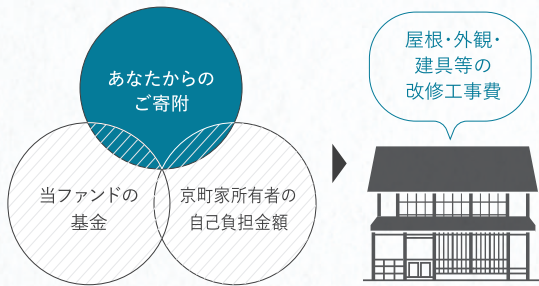 あなたからの
ご寄附
当ファンドの
基金
京町家所有者の
自己負担金額
屋根・外観・
建具等の
改修工事費